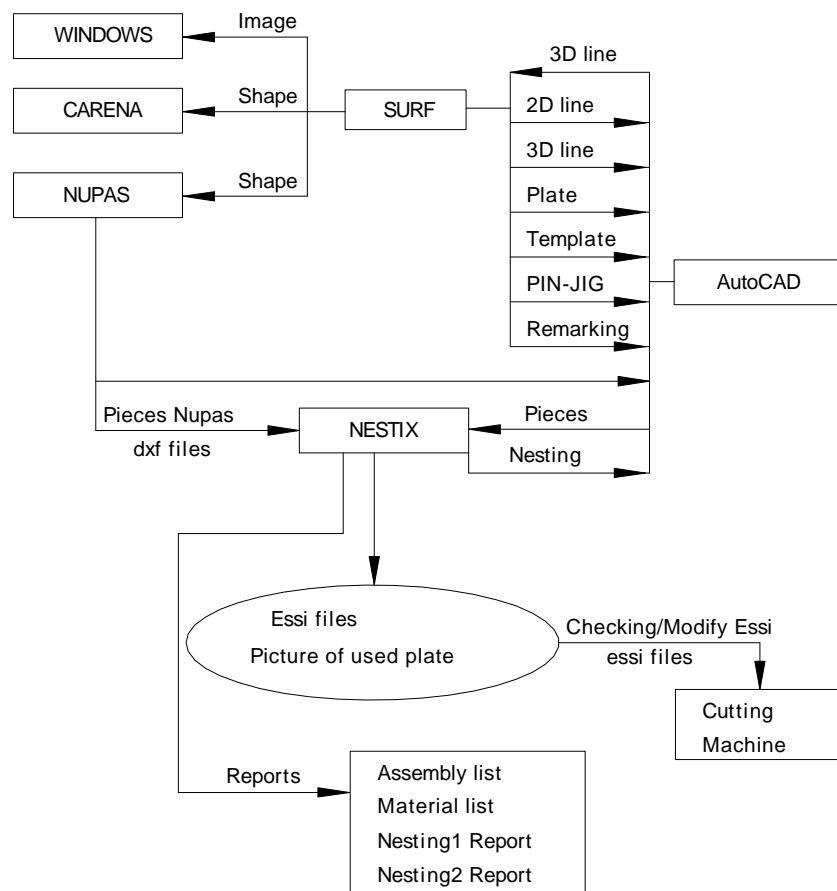 WINDOWS
Image
3D line
CARENA
Shape
SURF
2D line
3D line
NUPAS
Shape
Plate
Template
PIN-JIG
AutoCAD
Remarking
Pieces Nupas
dxf files
NESTIX
Pieces
Nesting
Essi files
Picture of used plate
Checking/Modify Essi
essi files
Cutting
Machine
Reports
Assembly list
Material list
Nesting1 Report
Nesting2 Report